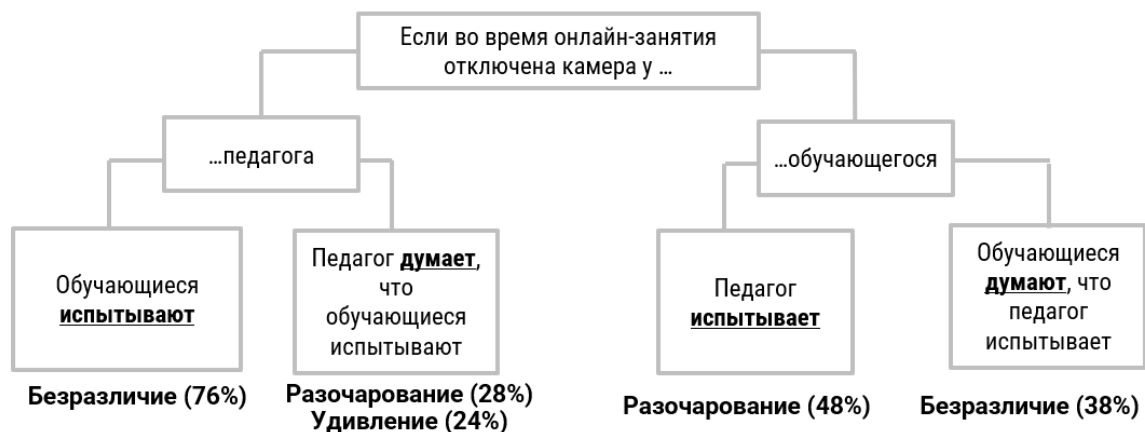 Если во время онлайн-занятия
отключена камера у ...
...педагога
...обучающегося
Обучающиеся
испытывают
Педагог думает,
что
обучающиеся
испытывают
Педагог
испытывает
Обучающиеся
думают, что
педагог
испытывает
Безразличие (76%)
Разочарование (28%)
Удивление (24%)
Разочарование (48%)
Безразличие (38%)